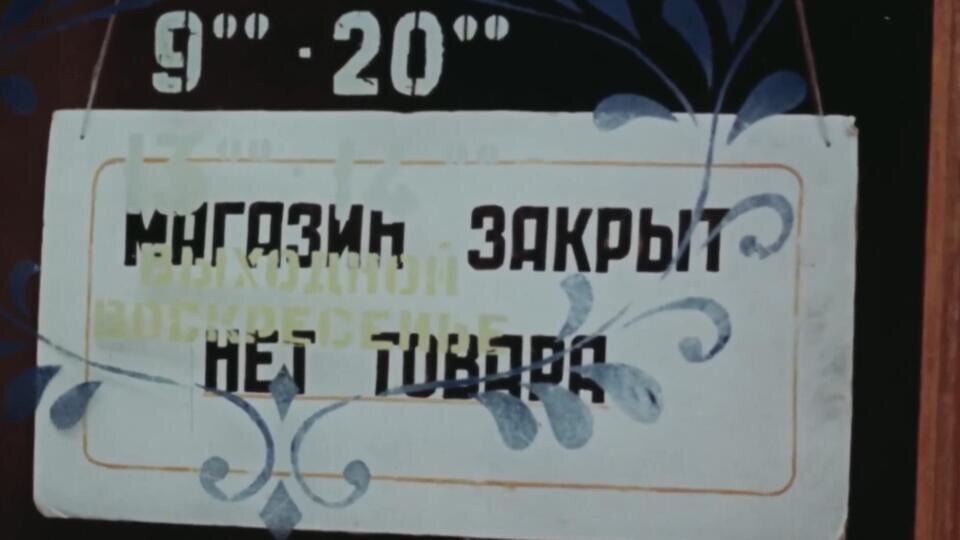 9°° · 20°°
МАГАЗИН ЗАКРЫТ
ВЫХОДНОЙ
ВОСКРЕСЕНЬЕ
НЕТ ТОВАРА